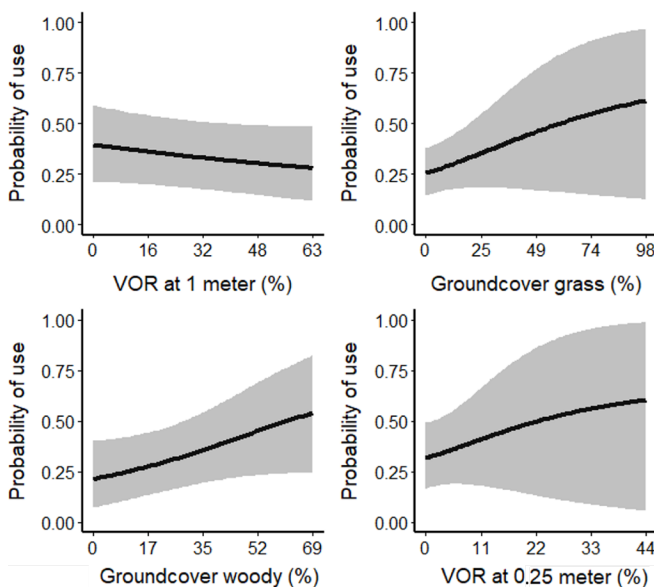 1.00
0.75
0.50
0.25
0.00
Probability of use
0 16 32 48 63
VOR at 1 meter (%)
1.00
0.75
0.50
0.25
0.00
Probability of use
0 25 49 74 98
Groundcover grass (%)
1.00
0.75
0.50
0.25
0.00
Probability of use
0 17 35 52 69
Groundcover woody (%)
1.00
0.75
0.50
0.25
0.00
Probability of use
0 11 22 33 44
VOR at 0.25 meter (%)